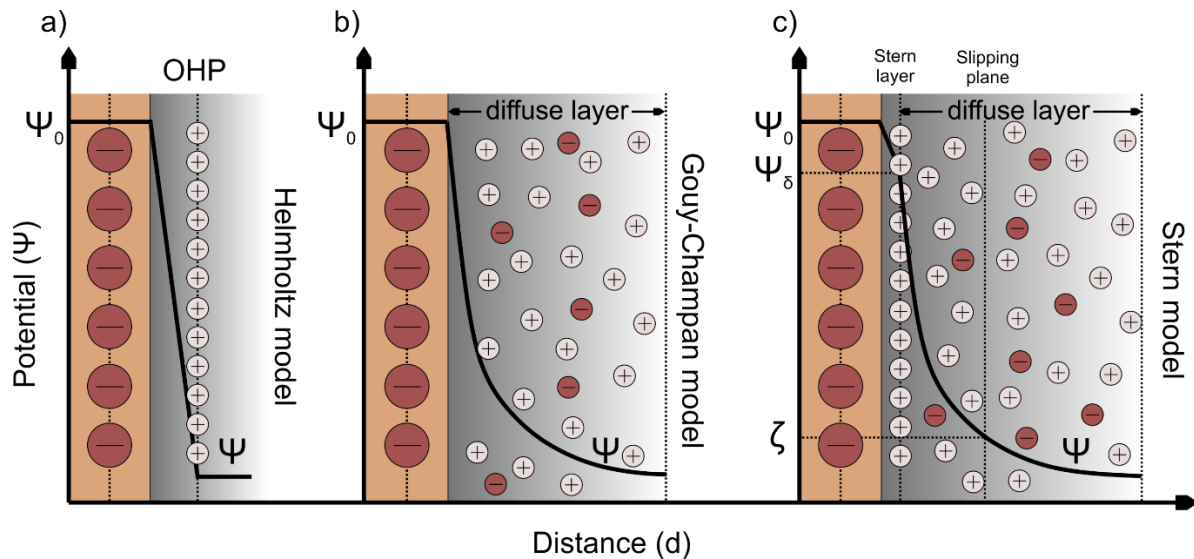 a)
OHP
Ψ0
Potential (Ψ)
Ψ
Helmholtz model
b)
diffuse layer
Ψ0
Ψ
Gouy-Champan model
c)
Stern
layer
Slipping
plane
diffuse layer
Ψ0
Ψδ
ζ
Ψ
Stern model
Distance (d)